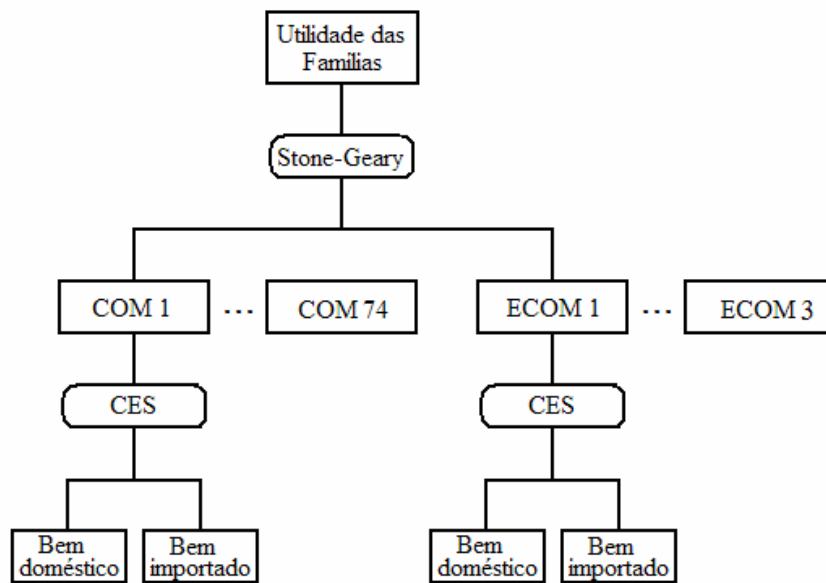 Utilidade das
Famílias
Stone-Geary
COM 1
...
COM 74
ECOM 1
...
ECOM 3
CES
CES
Bem
doméstico
Bem
importado
Bem
doméstico
Bem
importado